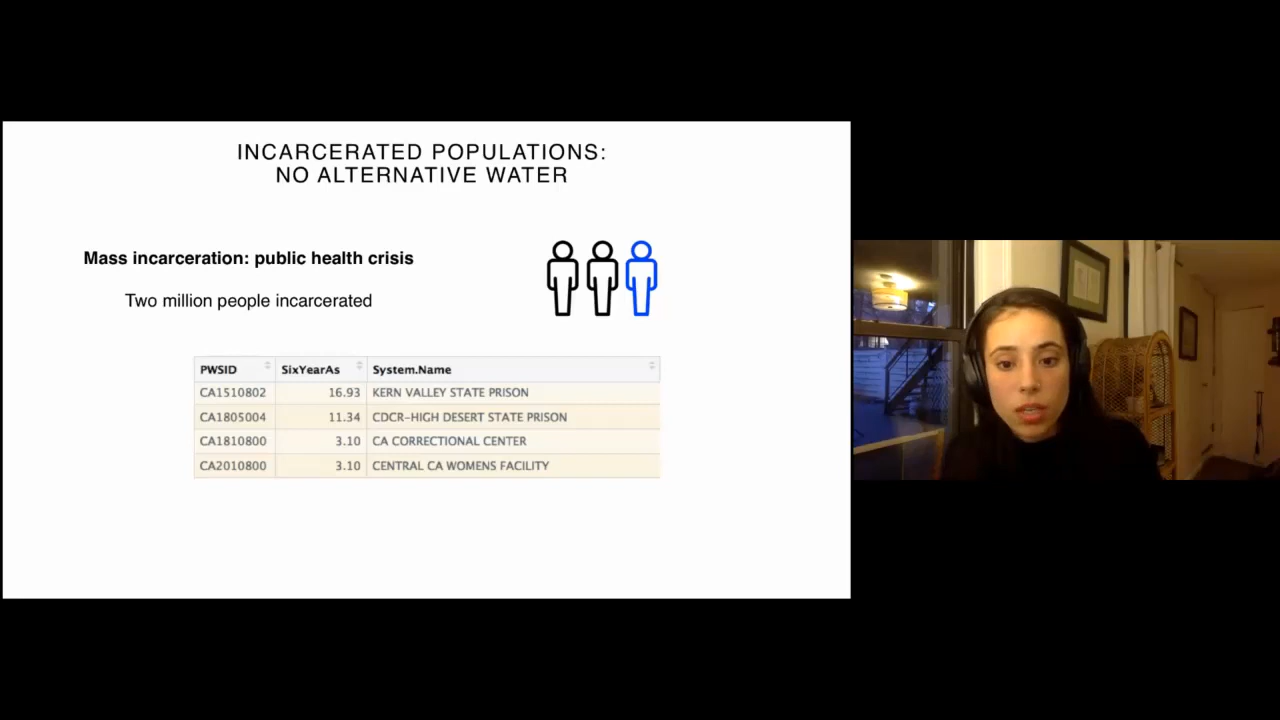 INCARCERATED POPULATIONS:
NO ALTERNATIVE WATER
Mass incarceration: public health crisis
Two million people incarcerated
PWSID SixYearAs System.Name
CA1510802 16.93 KERN VALLEY STATE PRISON
CA1805004 11.34 CDCR-HIGH DESERT STATE PRISON
CA1810800 3.10 CA CORRECTIONAL CENTER
CA2010800 3.10 CENTRAL CA WOMENS FACILITY